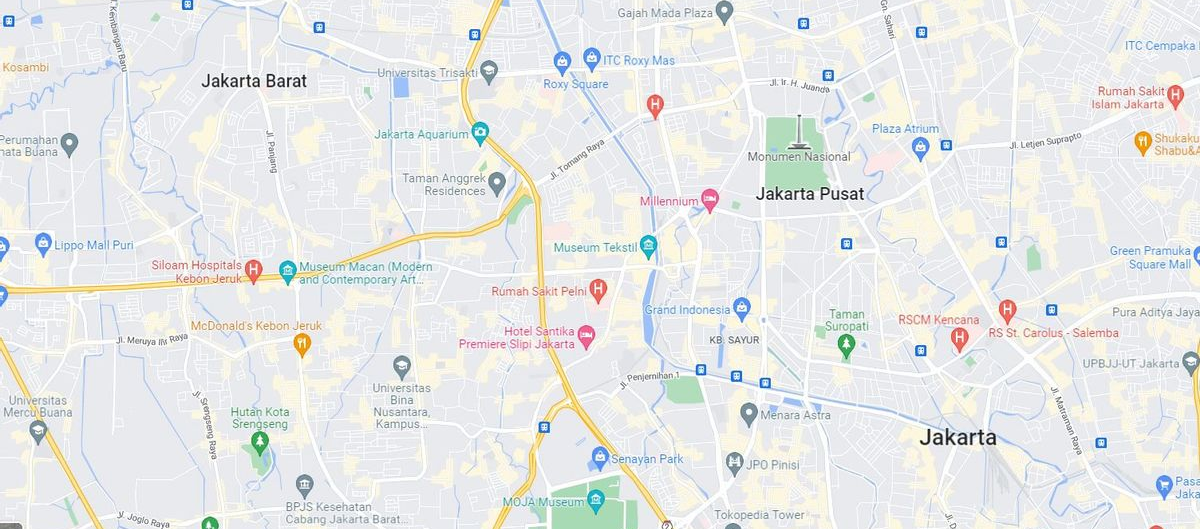 Gajah Mada Plaza
Gn. Sahari
Kembangan Baru
ITC Cempaka
Kosambi
Universitas Trisakti
ITC Roxy Mas
Roxy Square
Jakarta Barat
Jl. Ir. H. Juanda
Rumah Sakit
Islam Jakarta
Jakarta Aquarium
Plaza Atrium
Jl. Letjen Suprapto
Shukaku
Shabu&A
Perumahan
nata Buana
Jl. Panjang
Jl. Tomang Raya
Monumen Nasional
Taman Anggrek
Residences
Jakarta Pusat
Millennium
Lippo Mall Puri
Museum Tekstil
Green Pramuka
Square Mall
Siloam Hospitals
Kebon Jeruk
Museum Macan (Modern
and Contemporary Art...
Rumah Sakit Pelni
Grand Indonesia
Taman
Suropati
RSCM Kencana
RS St. Carolus - Salemba
Pura Aditya Jaya
McDonald's Kebon Jeruk
Hotel Santika
Premiere Slipi Jakarta
KB. SAYUR
Jl. Meruya Ilir Raya
UPBJJ-UT Jakarta
Universitas
Bina
Nusantara,
Kampus...
Jl. Penjernihan 1
Universitas
Mercu Buana
Hutan Kota
Srengseng
Jl. Srengseng Raya
Menara Astra
Jl. Matraman Raya
Jakarta
Senayan Park
JPO Pinisi
BPJS Kesehatan
Cabang Jakarta Barat...
MOJA Museum
Tokopedia Tower
Joglo Raya